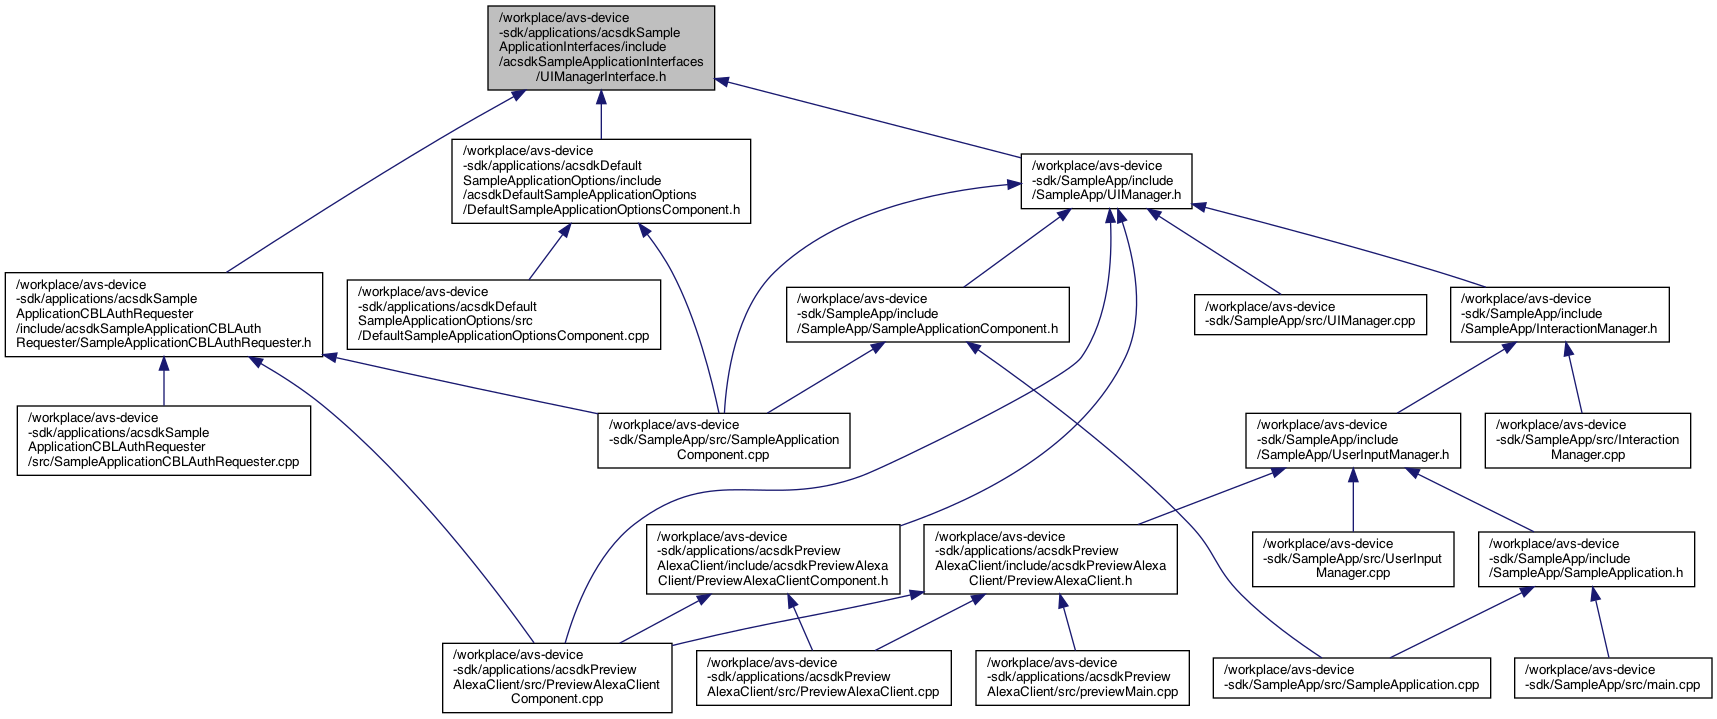 /workplace/avs-device
-sdk/applications/acsdkSample
ApplicationInterfaces/include
/acsdkSampleApplicationInterfaces
/UIManagerInterface.h
/workplace/avs-device
-sdk/applications/acsdkDefault
SampleApplicationOptions/include
/acsdkDefaultSampleApplicationOptions
/DefaultSampleApplicationOptionsComponent.h
/workplace/avs-device
-sdk/SampleApp/include
/SampleApp/UIManager.h
/workplace/avs-device
-sdk/applications/acsdkSample
ApplicationCBLAuthRequester
/include/acsdkSampleApplicationCBLAuth
Requester/SampleApplicationCBLAuthRequester.h
/workplace/avs-device
-sdk/applications/acsdkDefault
SampleApplicationOptions/src
/DefaultSampleApplicationOptionsComponent.cpp
/workplace/avs-device
-sdk/SampleApp/include
/SampleApp/SampleApplicationComponent.h
/workplace/avs-device
-sdk/SampleApp/src/UIManager.cpp
/workplace/avs-device
-sdk/SampleApp/include
/SampleApp/InteractionManager.h
/workplace/avs-device
-sdk/applications/acsdkSample
ApplicationCBLAuthRequester
/src/SampleApplicationCBLAuthRequester.cpp
/workplace/avs-device
-sdk/SampleApp/src/SampleApplication
Component.cpp
/workplace/avs-device
-sdk/SampleApp/include
/SampleApp/UserInputManager.h
/workplace/avs-device
-sdk/SampleApp/src/Interaction
Manager.cpp
/workplace/avs-device
-sdk/applications/acsdkPreview
AlexaClient/include/acsdkPreviewAlexa
Client/PreviewAlexaClientComponent.h
/workplace/avs-device
-sdk/applications/acsdkPreview
AlexaClient/include/acsdkPreviewAlexa
Client/PreviewAlexaClient.h
/workplace/avs-device
-sdk/SampleApp/src/UserInput
Manager.cpp
/workplace/avs-device
-sdk/SampleApp/include
/SampleApp/SampleApplication.h
/workplace/avs-device
-sdk/applications/acsdkPreview
AlexaClient/src/PreviewAlexaClient
Component.cpp
/workplace/avs-device
-sdk/applications/acsdkPreview
AlexaClient/src/PreviewAlexaClient.cpp
/workplace/avs-device
-sdk/applications/acsdkPreview
AlexaClient/src/previewMain.cpp
/workplace/avs-device
-sdk/SampleApp/src/SampleApplication.cpp
/workplace/avs-device
-sdk/SampleApp/src/main.cpp